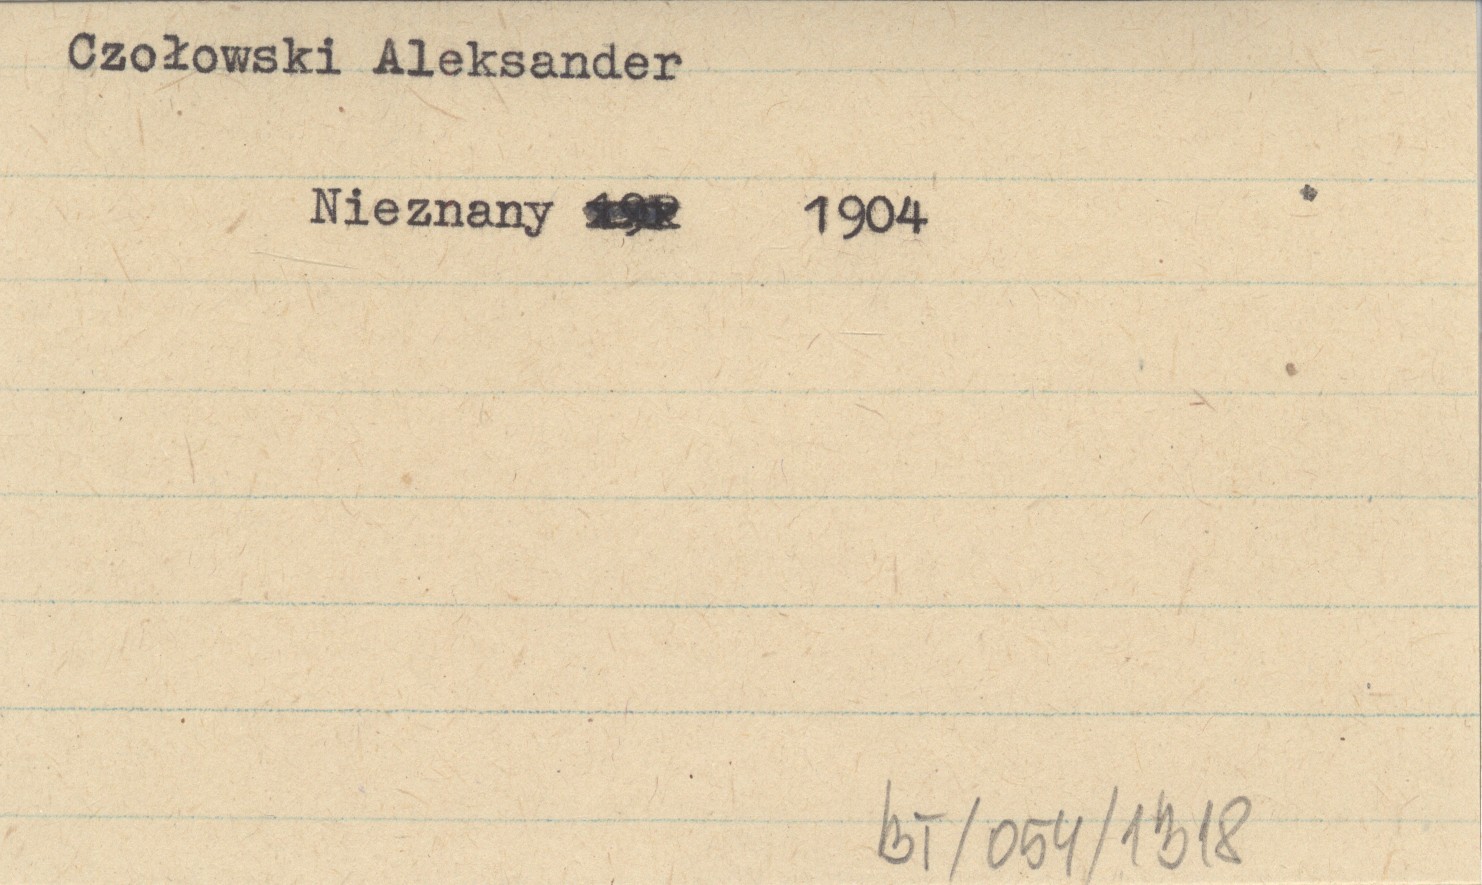 Czołowski Aleksander
Nieznany 1904
BT/054/1318